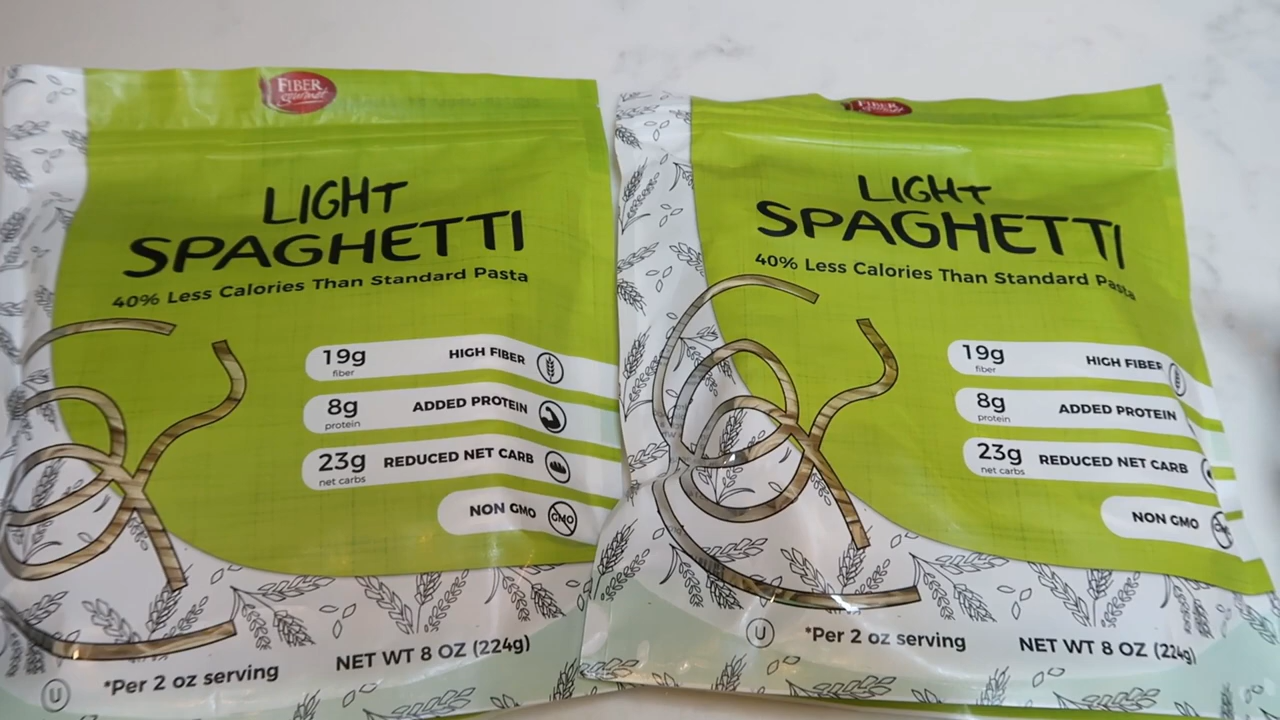 FIBER
Gourmet
LIGHT
SPAGHETTI
40% Less Calories Than Standard Pasta
19g
fiber
HIGH FIBER
8g
protein
ADDED PROTEIN
23g
net carbs
REDUCED NET CARB
NON GMO
GMO
U
*Per 2 oz serving
NET WT 8 OZ (224g)
FIBER
Gourmet
LIGHT
SPAGHETTI
40% Less Calories Than Standard Pasta
19g
fiber
HIGH FIBER
8g
protein
ADDED PROTEIN
23g
net carbs
REDUCED NET CARB
NON GMO
U
*Per 2 oz serving
NET WT 8 OZ (224g)